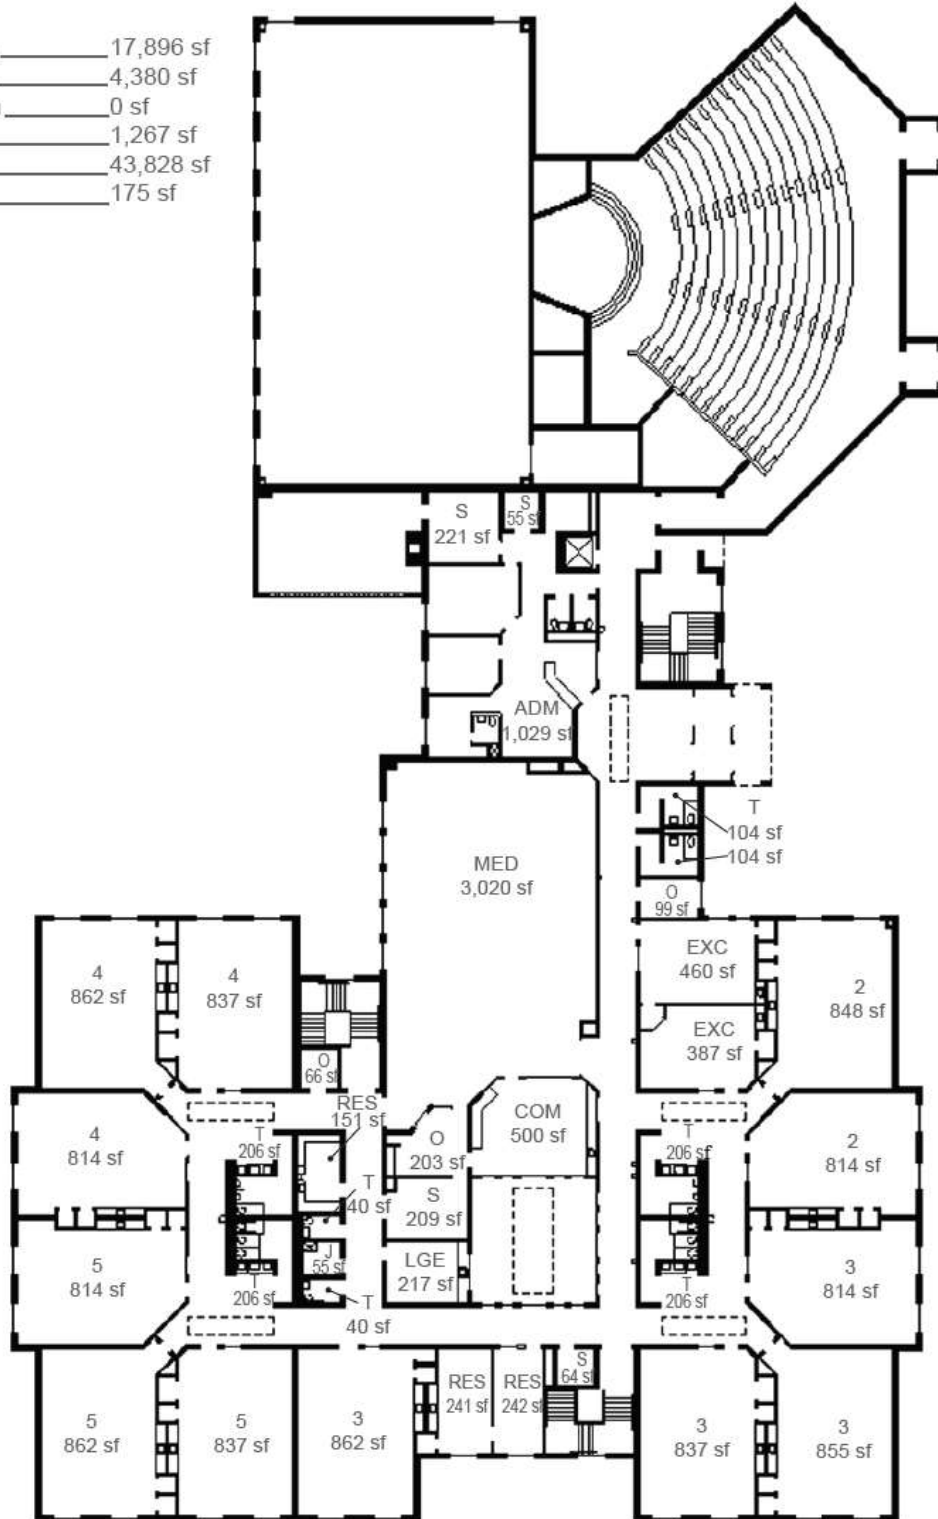 17,896 sf
4,380 sf
0 sf
1,267 sf
43,828 sf
175 sf
S
221 sf
S
55 sf
ADM
1,029 sf
T
104 sf
104 sf
MED
3,020 sf
O
99 sf
EXC
460 sf
EXC
387 sf
2
848 sf
4
862 sf
4
837 sf
O
66 sf
RES
151 sf
COM
500 sf
O
203 sf
4
814 sf
T
206 sf
T
40 sf
S
209 sf
T
206 sf
2
814 sf
5
814 sf
T
206 sf
J
55 sf
T
40 sf
LGE
217 sf
T
206 sf
3
814 sf
5
862 sf
5
837 sf
3
862 sf
RES
241 sf
RES
242 sf
S
64 sf
3
837 sf
3
855 sf